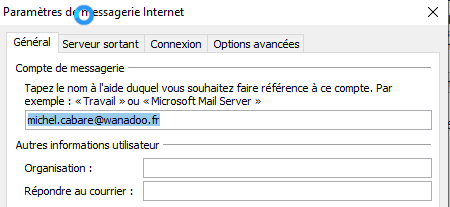 Paramètres de messagerie Internet
Général Serveur sortant Connexion Options avancées
Compte de messagerie
Tapez le nom à l'aide duquel vous souhaitez faire référence à ce compte. Par
exemple : « Travail » ou « Microsoft Mail Server »
michel.cabare@wanadoo.fr
Autres informations utilisateur
Organisation :
Répondre au courrier :